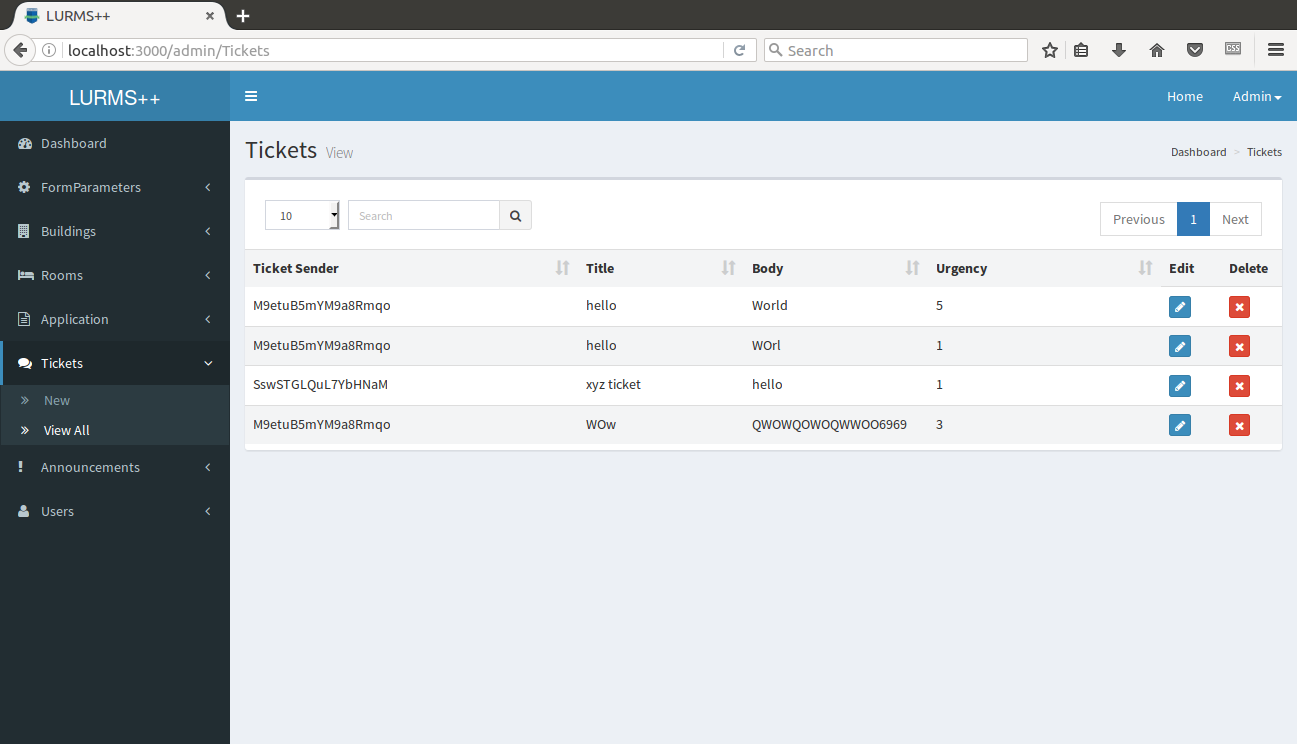 LURMS++
localhost:3000/admin/Tickets
Search
CSS
LURMS++
Home Admin
Dashboard
FormParameters
Buildings
Rooms
Application
Tickets
New
View All
Announcements
Users
Tickets View
Dashboard > Tickets
10 Search
Previous 1 Next
Ticket Sender Title Body Urgency Edit Delete
M9etuB5mYM9a8Rmqo hello World 5
M9etuB5mYM9a8Rmqo hello WOrl 1
SswSTGLQuL7YbHNaM xyz ticket hello 1
M9etuB5mYM9a8Rmqo WOw QWOWQOWOQWWOO6969 3